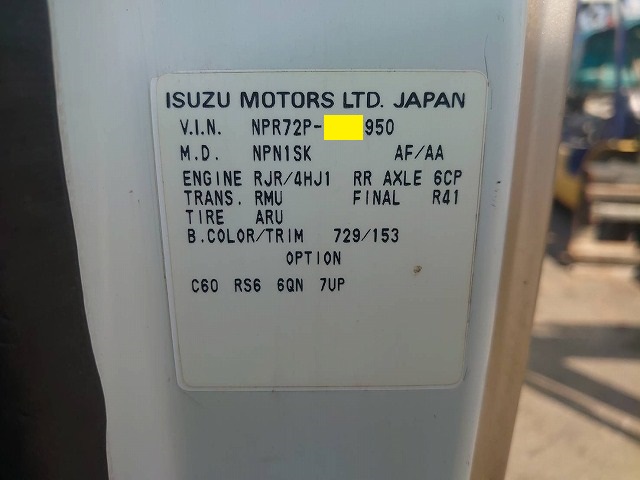 ISUZU MOTORS LTD. JAPAN
V.I.N. NPR72P- 950
M.D. NPN1SK AF/AA
ENGINE RJR/4HJ1 RR AXLE 6CP
TRANS. RMU FINAL R41
TIRE ARU
B.COLOR/TRIM 729/153
OPTION
C60 RS6 6QN 7UP